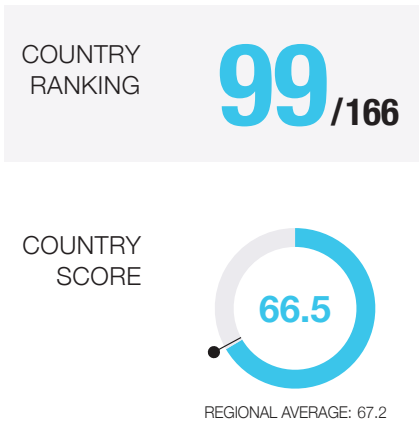 COUNTRY
RANKING
99/166
COUNTRY
SCORE
66.5
REGIONAL AVERAGE: 67.2